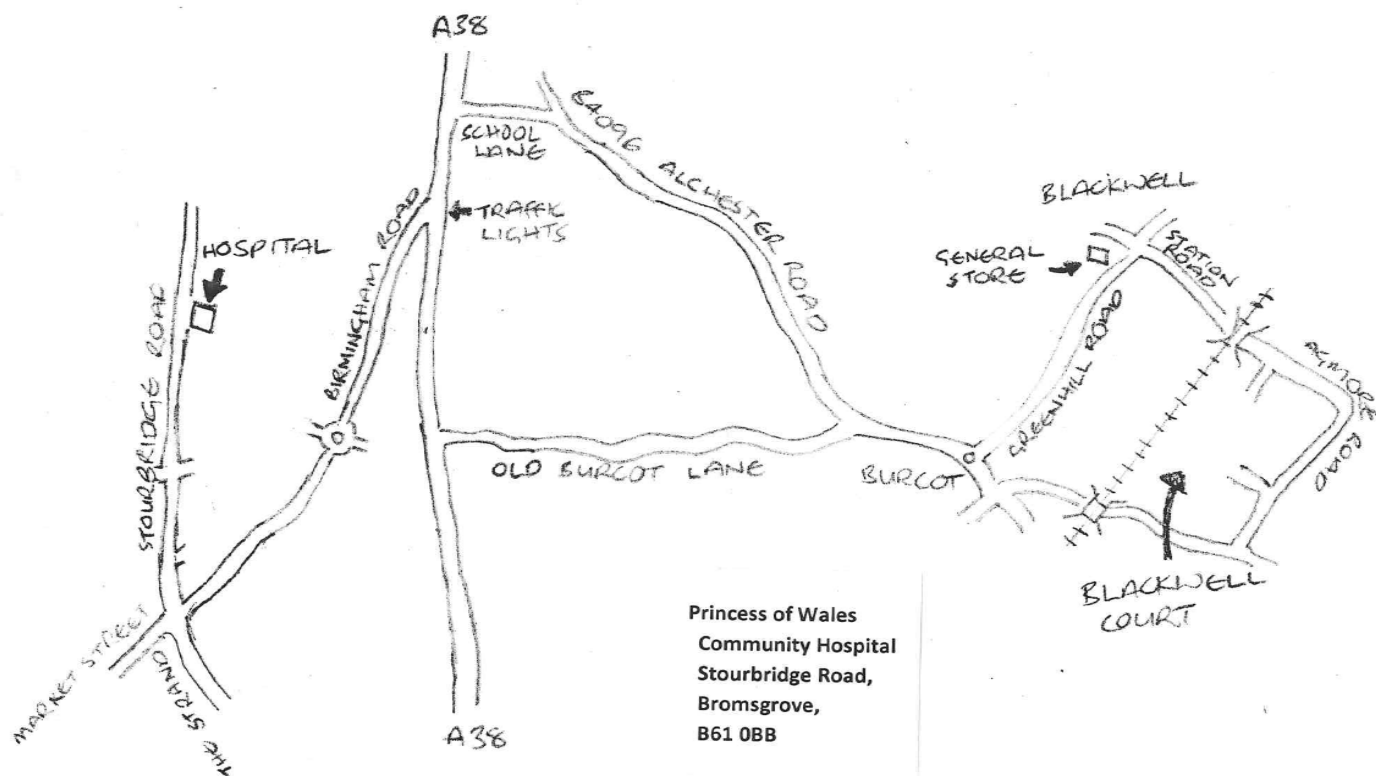 A38
SCHOOL
LANE
B4096 ALCHESTER ROAD
BLACKWELL
TRAFFIC
LIGHTS
HOSPITAL
GENERAL
STORE
STATION
ROAD
BIRMINGHAM ROAD
STOURBRIDGE ROAD
GREENHILL ROAD
AGMORE
ROAD
OLD BURCOT LANE
BURCOT
BLACKWELL
COURT
MARKET STREET
THE STRAND
A38
Princess of Wales
Community Hospital
Stourbridge Road,
Bromsgrove,
B61 0BB